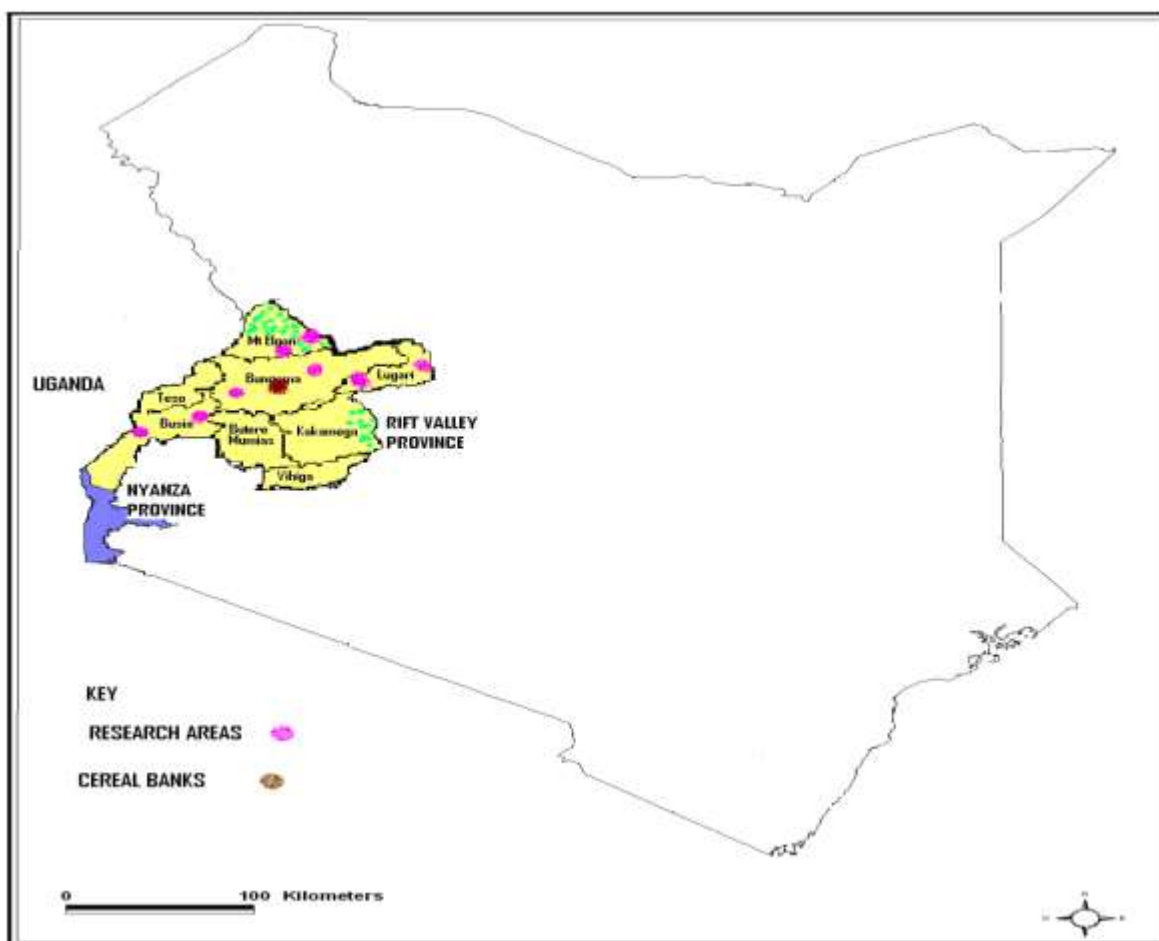 Mt Elgon
Bungoma
Lugari
UGANDA
Teso
Busia
Butere
Mumias
Kakamega
RIFT VALLEY
PROVINCE
Vihiga
NYANZA
PROVINCE
KEY
RESEARCH AREAS
CEREAL BANKS
0 100 Kilometers